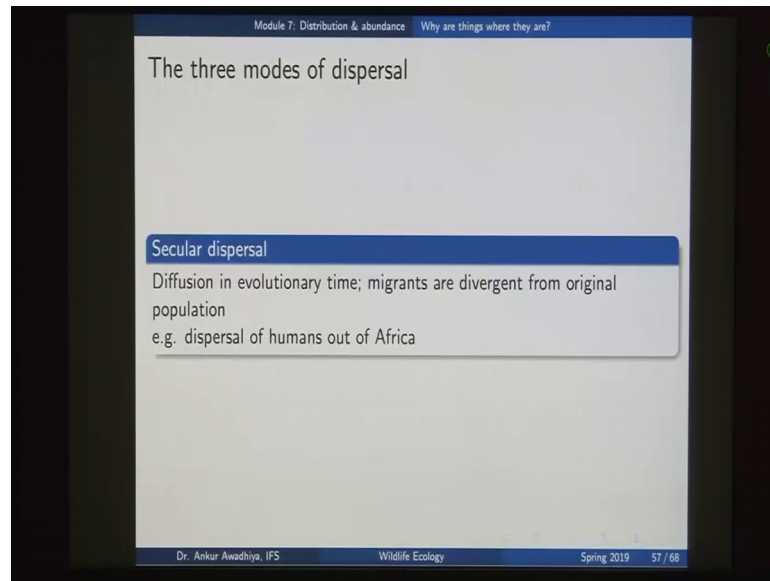 Module 7: Distribution & abundance Why are things where they are?
The three modes of dispersal
Secular dispersal
Diffusion in evolutionary time; migrants are divergent from original
population
e.g. dispersal of humans out of Africa
Dr. Ankur Awadhiya, IFS Wildlife Ecology Spring 2019 57 / 68